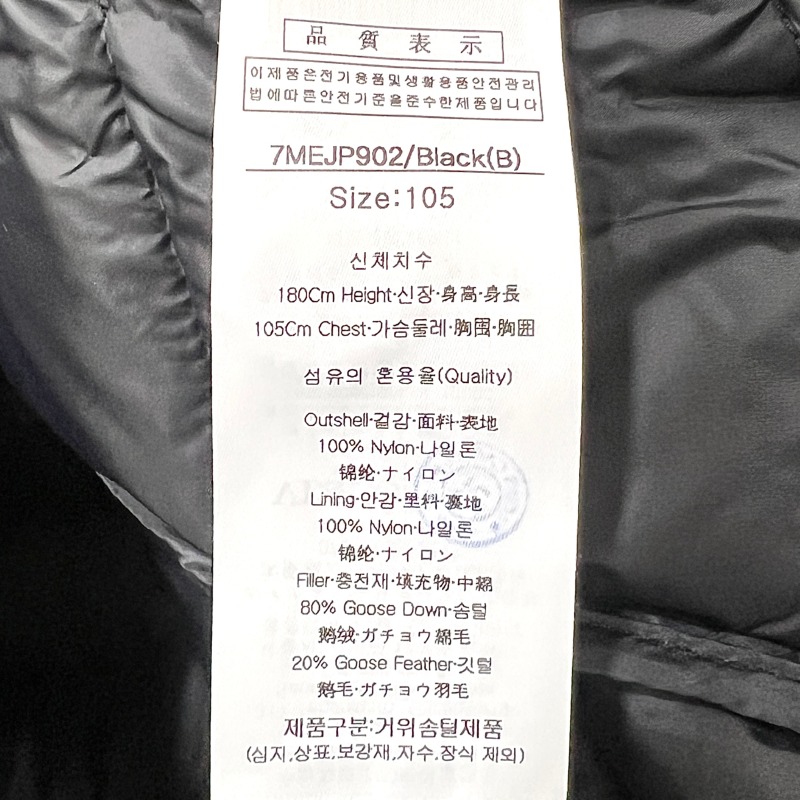 品質表示
이제품은전기용품및생활용품안전관리
법에따른안전기준을준수한제품입니다
7MEJP902/Black(B)
Size:105
신체치수
180Cm Height·신장·身高·身長
105Cm Chest·가슴둘레·胸围·胸囲
섬유의 혼용율(Quality)
Outshell·겉감·面料·表地
100% Nylon·나일론
锦纶·ナイロン
Lining·안감·里料·裏地
100% Nylon·나일론
锦纶·ナイロン
Filler·충전재·填充物·中綿
80% Goose Down·솜털
鹅绒·ガチョウ綿毛
20% Goose Feather·깃털
鹅毛·ガチョウ羽毛
제품구분:거위솜털제품
(심지,상표,보강재,자수,장식 제외)